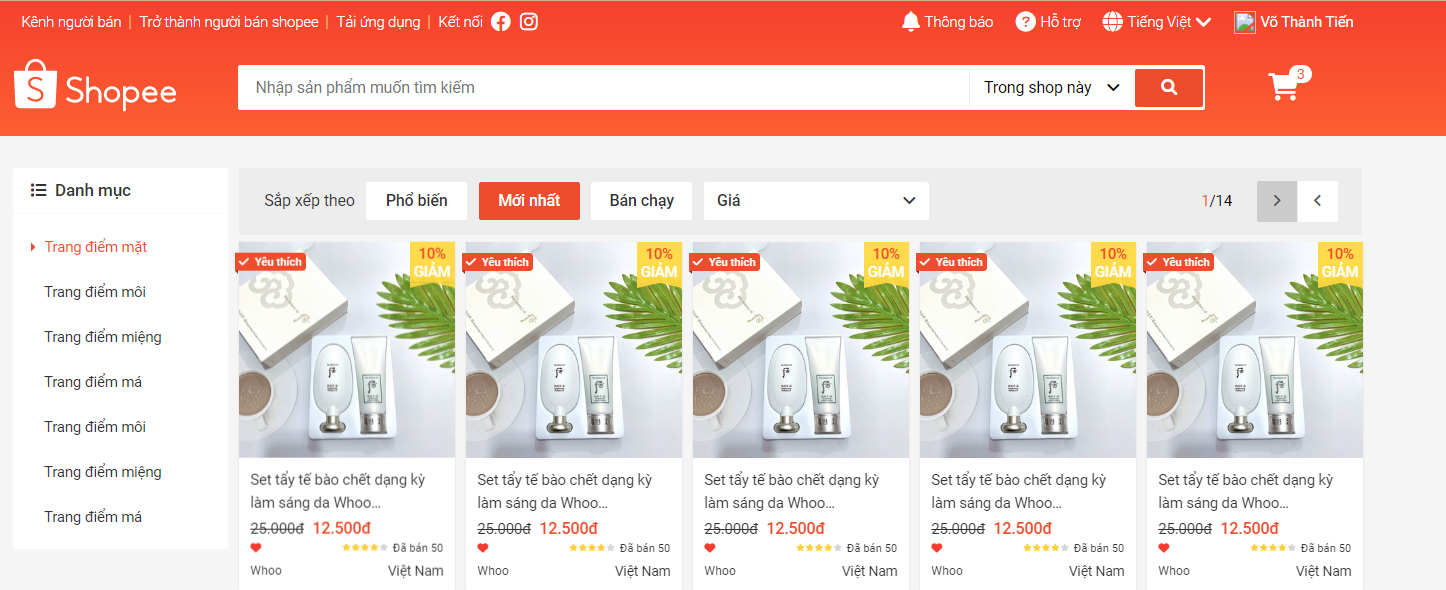 Kênh người bán | Trở thành người bán shopee | Tải ứng dụng | Kết nối
Thông báo
Hỗ trợ
Tiếng Việt
Võ Thành Tiến
S Shopee
Nhập sản phẩm muốn tìm kiếm
Trong shop này
3
Danh mục
Trang điểm mặt
Trang điểm môi
Trang điểm miệng
Trang điểm má
Trang điểm môi
Trang điểm miệng
Trang điểm má
Sắp xếp theo
Phổ biến
Mới nhất
Bán chạy
Giá
1/14
Yêu thích
10%
GIẢM
Set tẩy tế bào chết dạng kỳ
làm sáng da Whoo...
25.000đ 12.500đ
Đã bán 50
Whoo
Việt Nam
Yêu thích
10%
GIẢM
Set tẩy tế bào chết dạng kỳ
làm sáng da Whoo...
25.000đ 12.500đ
Đã bán 50
Whoo
Việt Nam
Yêu thích
10%
GIẢM
Set tẩy tế bào chết dạng kỳ
làm sáng da Whoo...
25.000đ 12.500đ
Đã bán 50
Whoo
Việt Nam
Yêu thích
10%
GIẢM
Set tẩy tế bào chết dạng kỳ
làm sáng da Whoo...
25.000đ 12.500đ
Đã bán 50
Whoo
Việt Nam
Yêu thích
10%
GIẢM
Set tẩy tế bào chết dạng kỳ
làm sáng da Whoo...
25.000đ 12.500đ
Đã bán 50
Whoo
Việt Nam